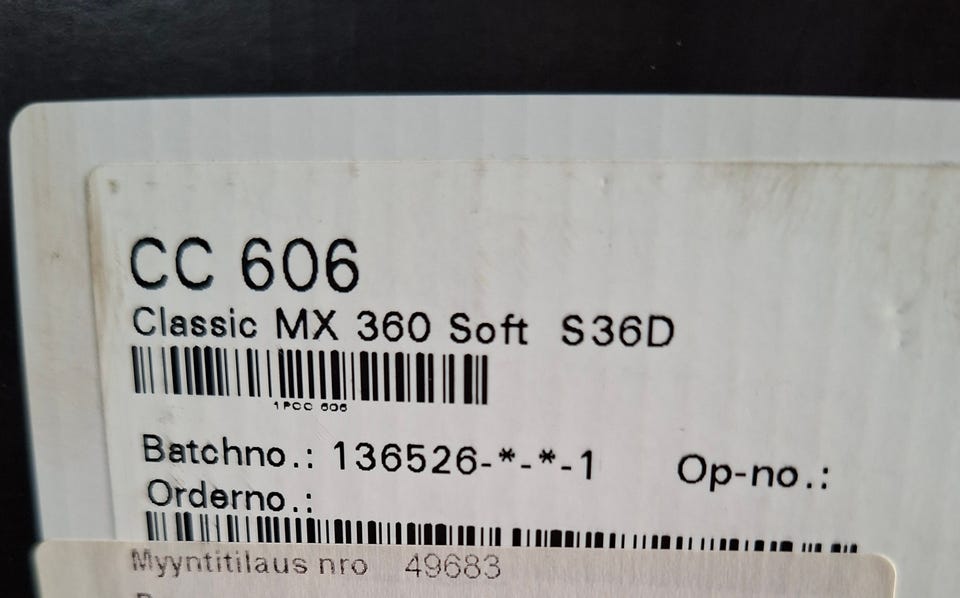 CC 606
Classic MX 360 Soft S36D
1PCC 606
Batchno.: 136526-*-*-1 Op-no.:
Orderno.:
Myyntitilaus nro 49683